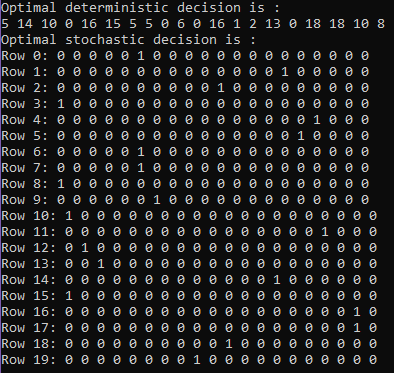 Optimal deterministic decision is :
5 14 10 0 16 15 5 5 0 6 0 16 1 2 13 0 18 18 10 8
Optimal stochastic decision is :
Row 0: 0 0 0 0 0 1 0 0 0 0 0 0 0 0 0 0 0 0 0 0
Row 1: 0 0 0 0 0 0 0 0 0 0 0 0 0 0 1 0 0 0 0 0
Row 2: 0 0 0 0 0 0 0 0 0 0 1 0 0 0 0 0 0 0 0 0
Row 3: 1 0 0 0 0 0 0 0 0 0 0 0 0 0 0 0 0 0 0 0
Row 4: 0 0 0 0 0 0 0 0 0 0 0 0 0 0 0 0 1 0 0 0
Row 5: 0 0 0 0 0 0 0 0 0 0 0 0 0 0 0 1 0 0 0 0
Row 6: 0 0 0 0 0 1 0 0 0 0 0 0 0 0 0 0 0 0 0 0
Row 7: 0 0 0 0 0 1 0 0 0 0 0 0 0 0 0 0 0 0 0 0
Row 8: 1 0 0 0 0 0 0 0 0 0 0 0 0 0 0 0 0 0 0 0
Row 9: 0 0 0 0 0 0 1 0 0 0 0 0 0 0 0 0 0 0 0 0
Row 10: 1 0 0 0 0 0 0 0 0 0 0 0 0 0 0 0 0 0 0 0
Row 11: 0 0 0 0 0 0 0 0 0 0 0 0 0 0 0 0 1 0 0 0
Row 12: 0 1 0 0 0 0 0 0 0 0 0 0 0 0 0 0 0 0 0 0
Row 13: 0 0 1 0 0 0 0 0 0 0 0 0 0 0 0 0 0 0 0 0
Row 14: 0 0 0 0 0 0 0 0 0 0 0 0 0 1 0 0 0 0 0 0
Row 15: 1 0 0 0 0 0 0 0 0 0 0 0 0 0 0 0 0 0 0 0
Row 16: 0 0 0 0 0 0 0 0 0 0 0 0 0 0 0 0 0 0 1 0
Row 17: 0 0 0 0 0 0 0 0 0 0 0 0 0 0 0 0 0 0 1 0
Row 18: 0 0 0 0 0 0 0 0 0 0 1 0 0 0 0 0 0 0 0 0
Row 19: 0 0 0 0 0 0 0 0 1 0 0 0 0 0 0 0 0 0 0 0